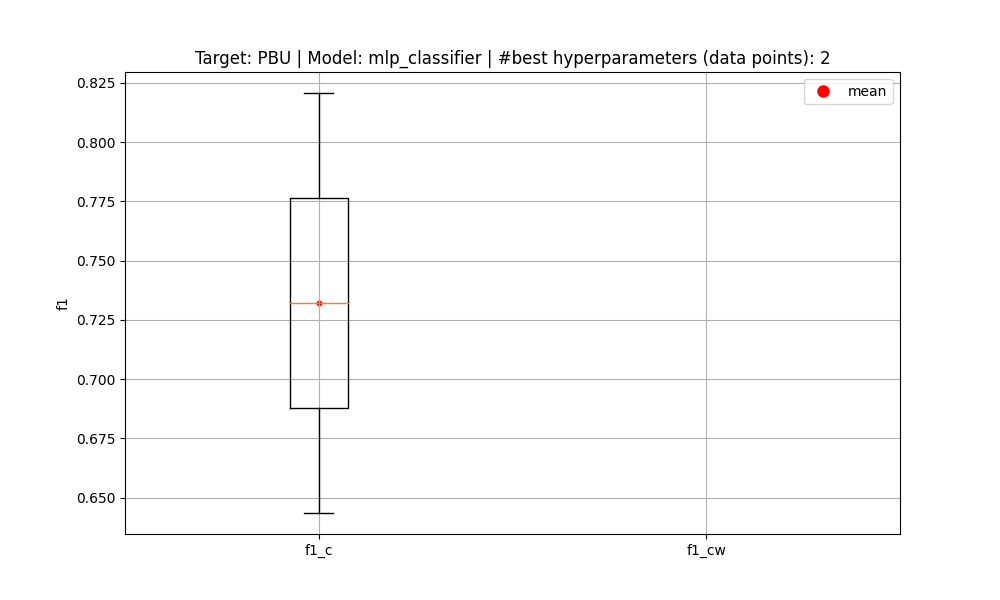 Target: PBU | Model: mlp_classifier | #best hyperparameters (data points): 2
mean
0.825
0.800
0.775
0.750
0.725
0.700
0.675
0.650
f1
f1_c
f1_cw